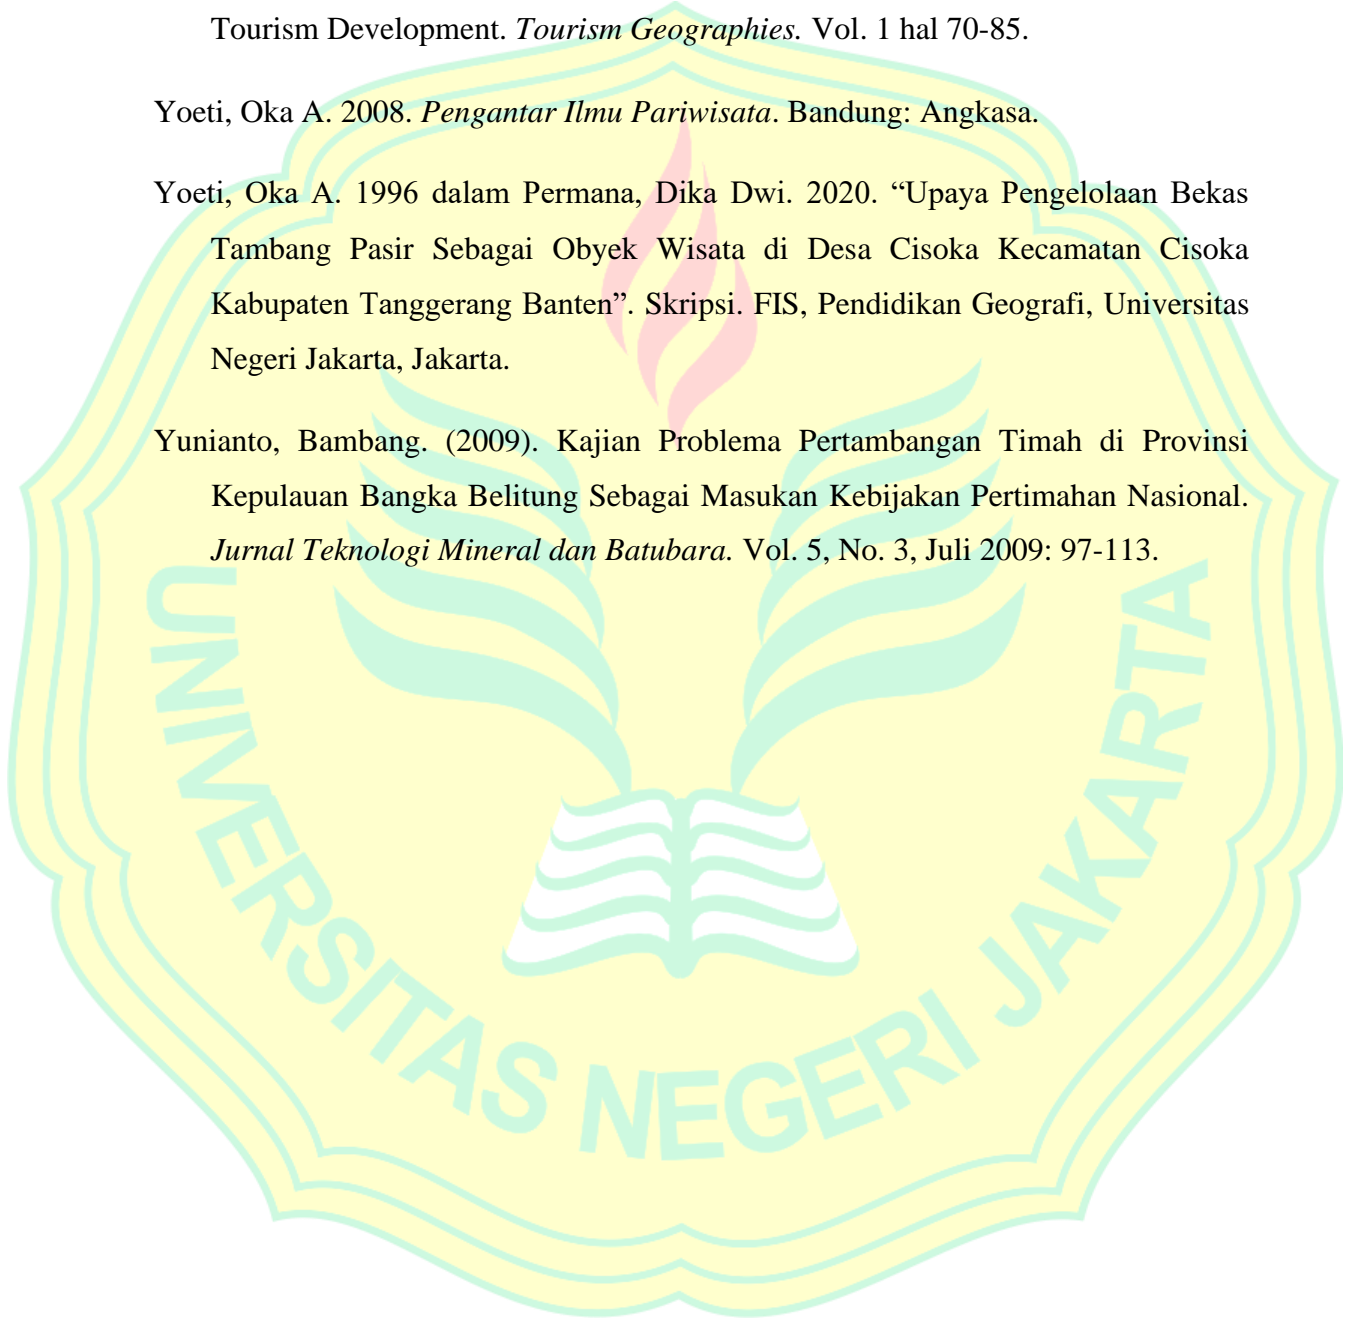 Tourism Development. Tourism Geographies. Vol. 1 hal 70-85.
Yoeti, Oka A. 2008. Pengantar Ilmu Pariwisata. Bandung: Angkasa.
Yoeti, Oka A. 1996 dalam Permana, Dika Dwi. 2020. “Upaya Pengelolaan Bekas
Tambang Pasir Sebagai Obyek Wisata di Desa Cisoka Kecamatan Cisoka
Kabupaten Tanggerang Banten”. Skripsi. FIS, Pendidikan Geografi, Universitas
Negeri Jakarta, Jakarta.
Yunianto, Bambang. (2009). Kajian Problema Pertambangan Timah di Provinsi
Kepulauan Bangka Belitung Sebagai Masukan Kebijakan Pertimahan Nasional.
Jurnal Teknologi Mineral dan Batubara. Vol. 5, No. 3, Juli 2009: 97-113.
UNIVERSITAS NEGERI JAKARTA